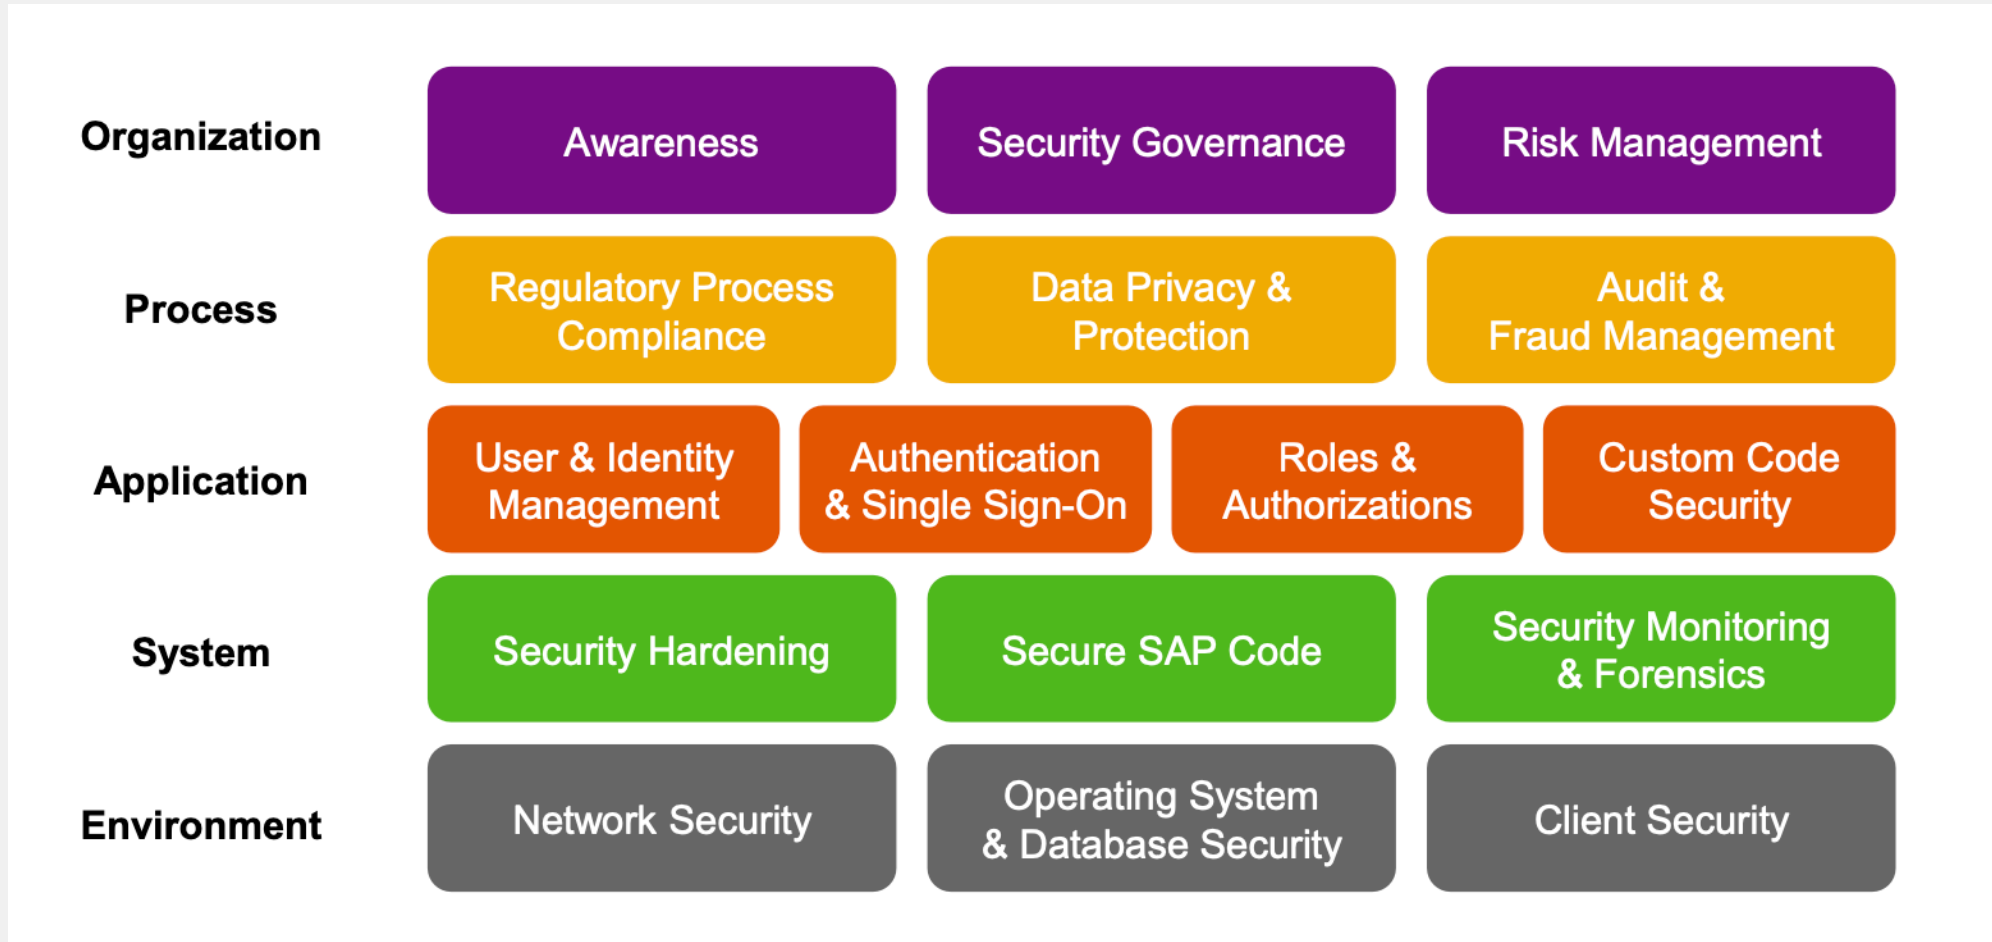 Organization
Awareness
Security Governance
Risk Management
Process
Regulatory Process
Compliance
Data Privacy &
Protection
Audit &
Fraud Management
Application
User & Identity
Management
Authentication
& Single Sign-On
Roles &
Authorizations
Custom Code
Security
System
Security Hardening
Secure SAP Code
Security Monitoring
& Forensics
Environment
Network Security
Operating System
& Database Security
Client Security